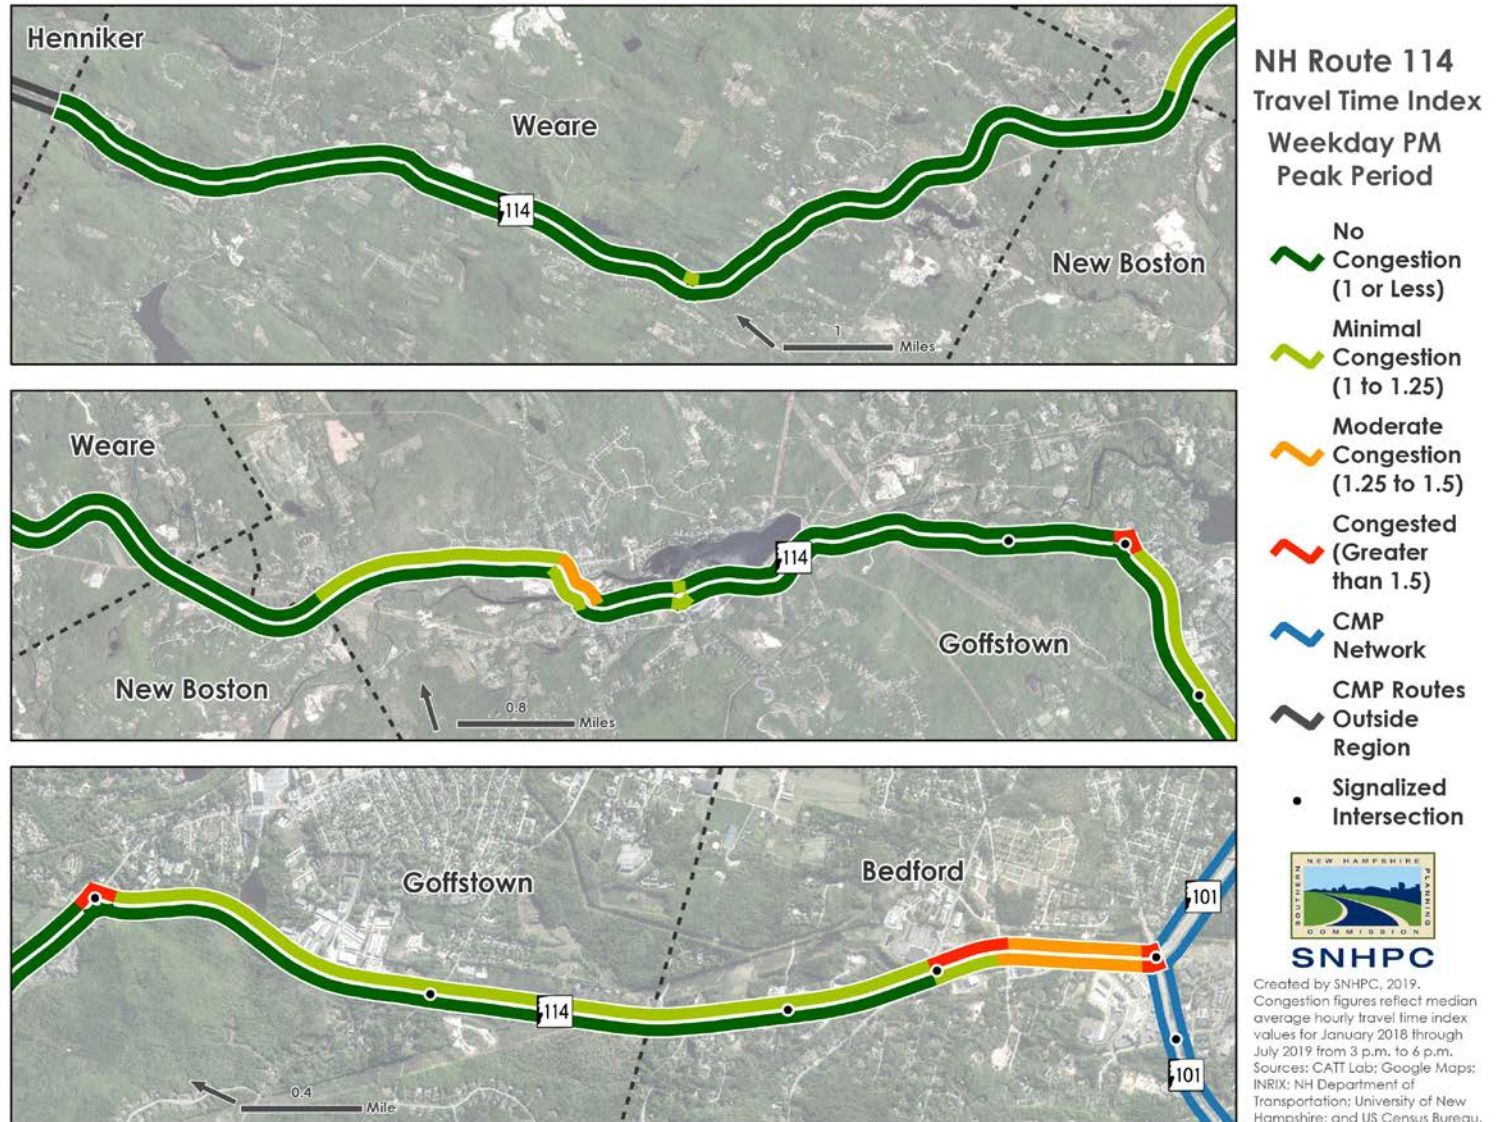 Henniker
Weare
114
New Boston
1
Miles
Weare
114
New Boston
Goffstown
0.8
Miles
Goffstown
Bedford
101
114
101
0.4
Mile
NH Route 114
Travel Time Index
Weekday PM
Peak Period
No
Congestion
(1 or Less)
Minimal
Congestion
(1 to 1.25)
Moderate
Congestion
(1.25 to 1.5)
Congested
(Greater
than 1.5)
CMP
Network
CMP Routes
Outside
Region
Signalized
Intersection
NEW HAMPSHIRE
SOUTHERN
PLANNING
COMMISSION
SNHPC
Created by SNHPC, 2019.
Congestion figures reflect median
average hourly travel time index
values for January 2018 through
July 2019 from 3 p.m. to 6 p.m.
Sources: CATT Lab; Google Maps;
INRIX; NH Department of
Transportation; University of New
Hampshire; and US Census Bureau.